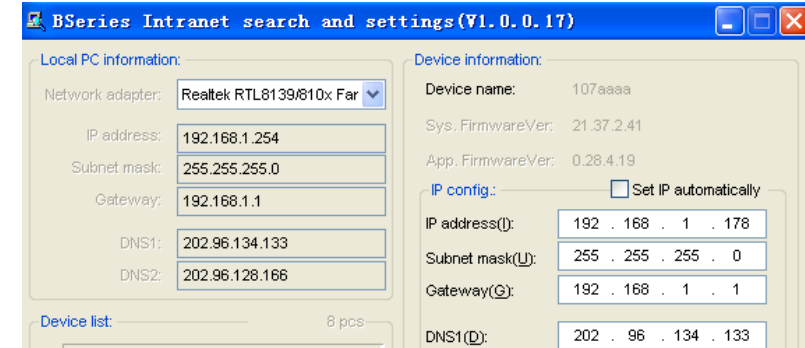 BSeries Intranet search and settings(V1.0.0.17)
Local PC information:
Network adapter: Realtek RTL8139/810x Far
IP address: 192.168.1.254
Subnet mask: 255.255.255.0
Gateway: 192.168.1.1
DNS1: 202.96.134.133
DNS2: 202.96.128.166
Device list: 8 pcs
Device information:
Device name: 107aaaa
Sys. FirmwareVer: 21.37.2.41
App. FirmwareVer: 0.28.4.19
IP config.: Set IP automatically
IP address(I): 192 . 168 . 1 . 178
Subnet mask(U): 255 . 255 . 255 . 0
Gateway(G): 192 . 168 . 1 . 1
DNS1(D): 202 . 96 . 134 . 133